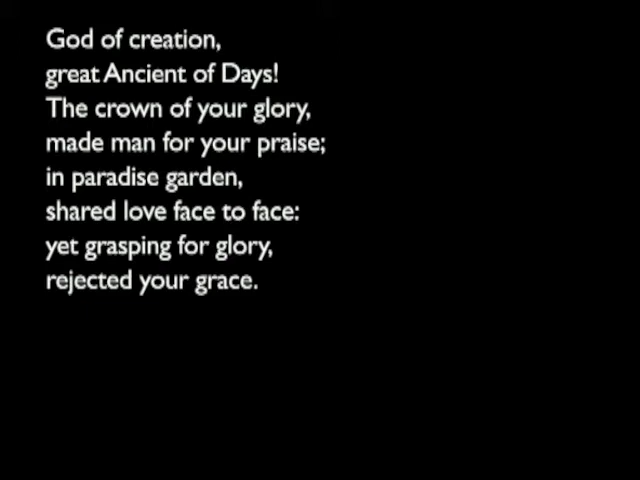 God of creation,
great Ancient of Days!
The crown of your glory,
made man for your praise;
in paradise garden,
shared love face to face:
yet grasping for glory,
rejected your grace.